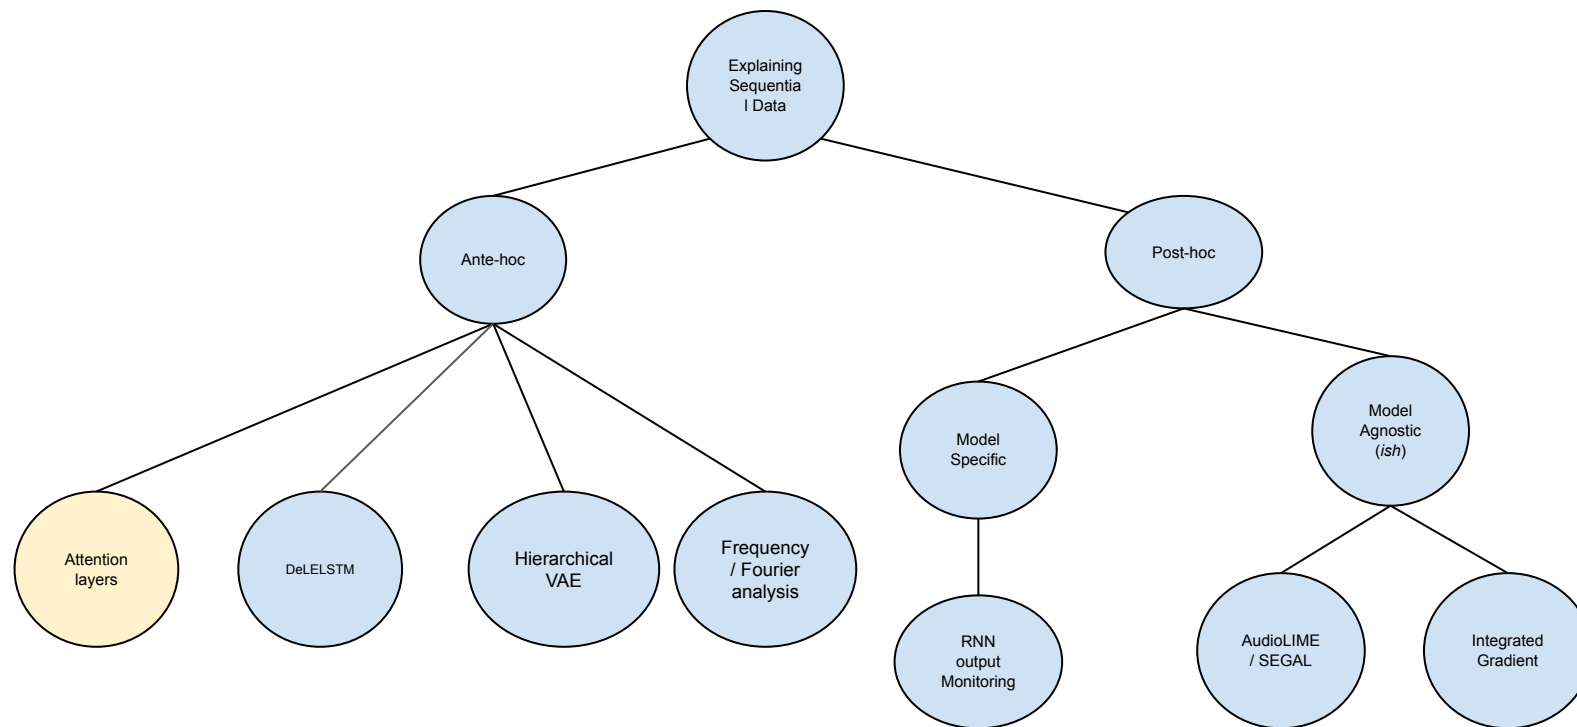 Explaining
Sequentia
l Data
Ante-hoc
Post-hoc
Model
Specific
Model
Agnostic
(ish)
Attention
layers
DeLELSTM
Hierarchical
VAE
Frequency
/ Fourier
analysis
RNN
output
Monitoring
AudioLIME
/ SEGAL
Integrated
Gradient